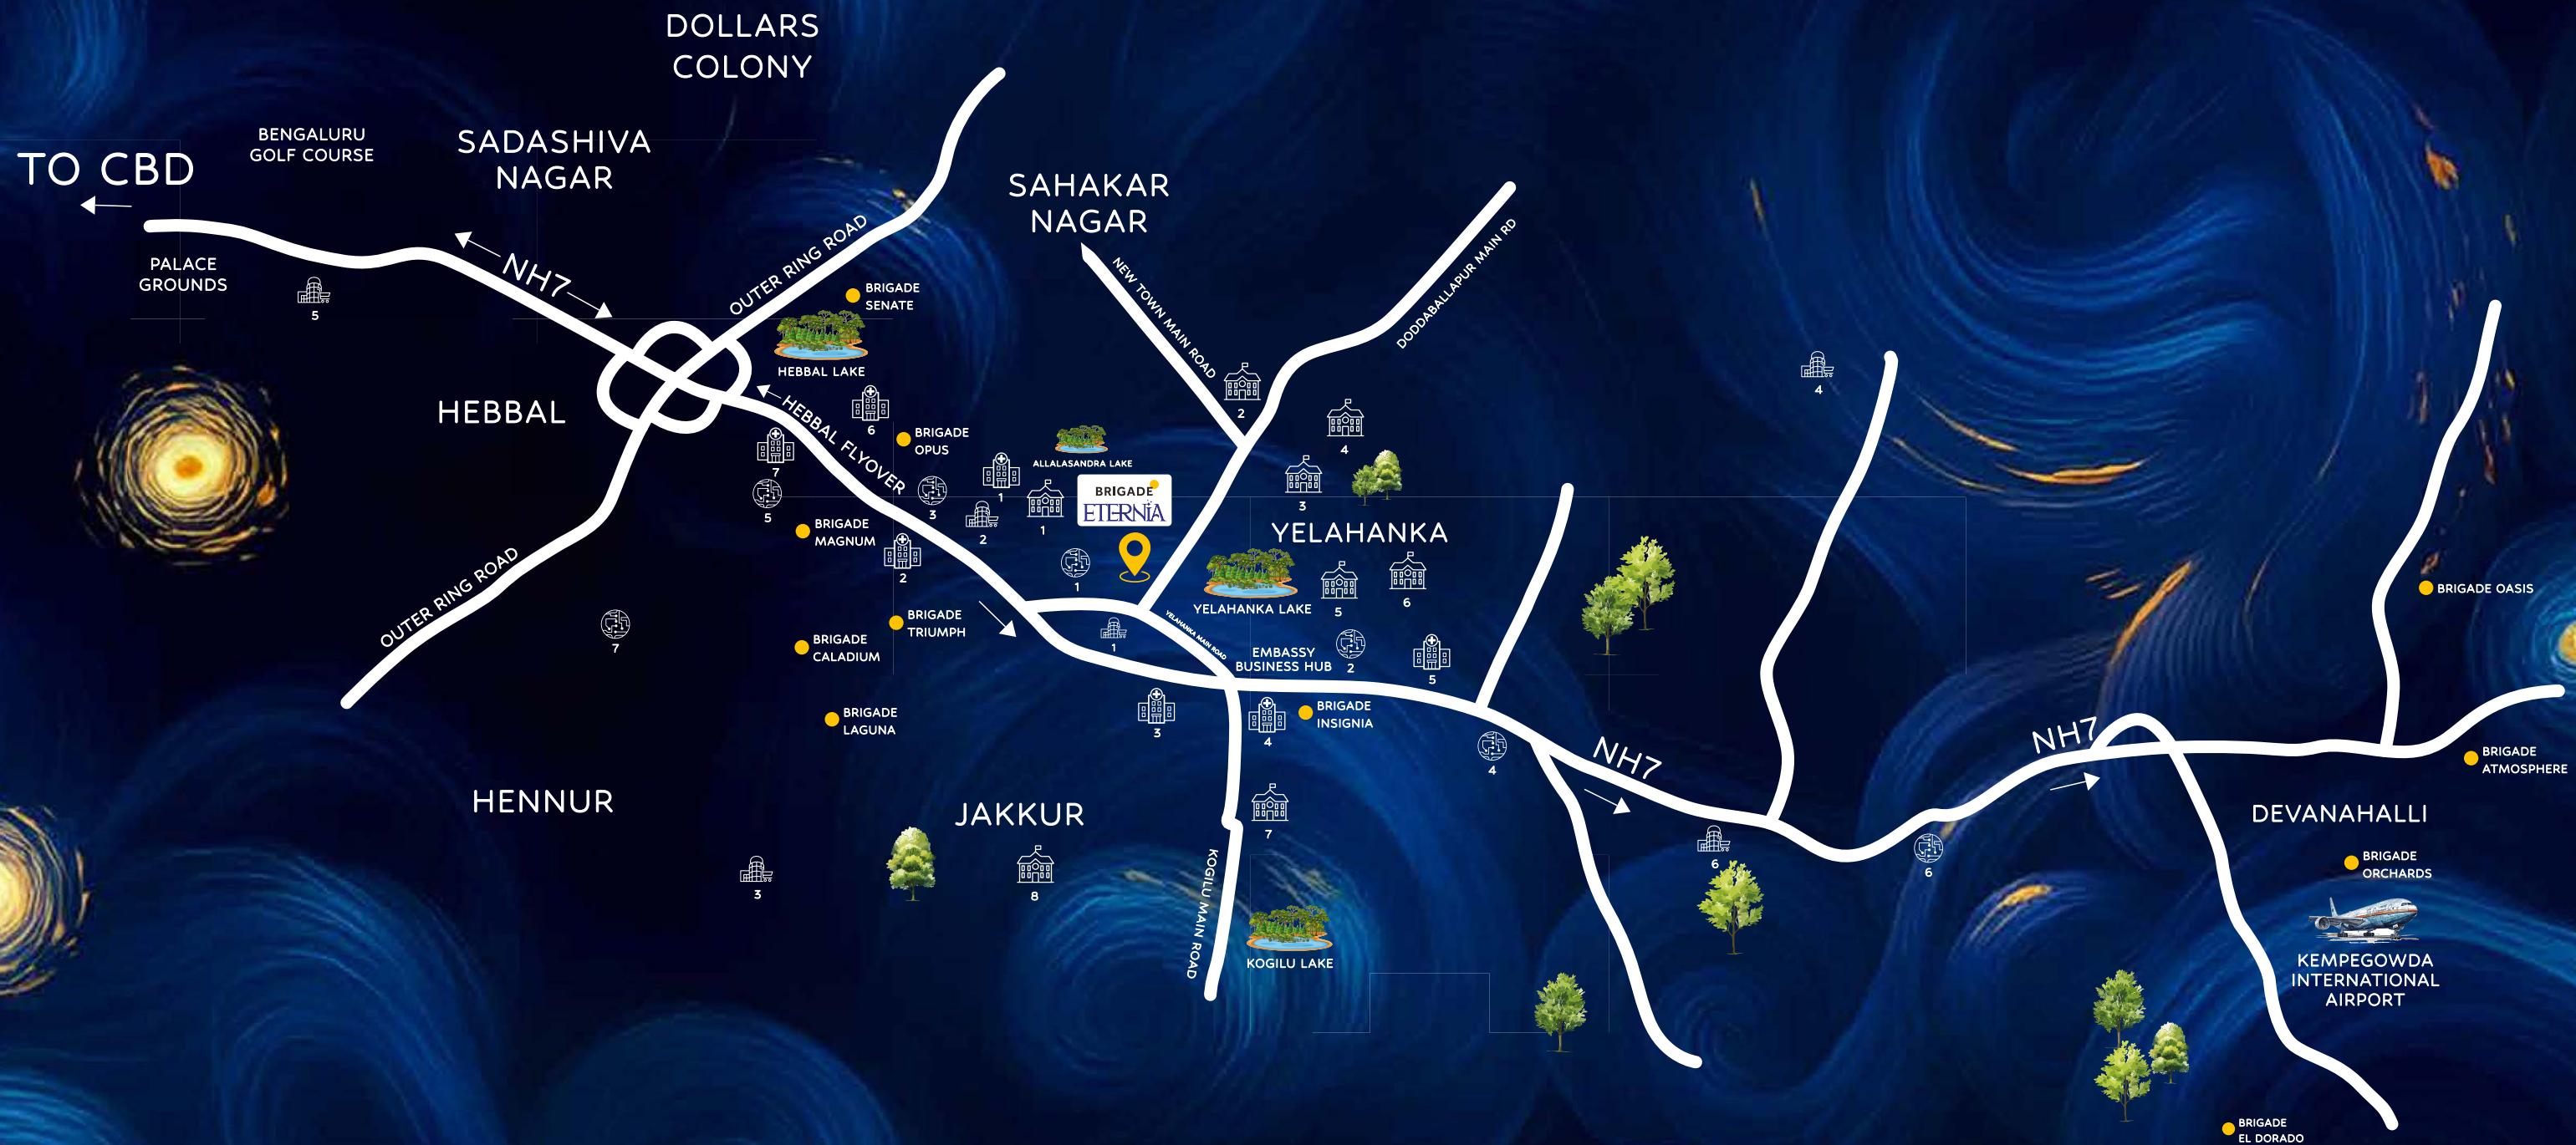 DOLLARS
COLONY
BENGALURU
GOLF COURSE
SADASHIVA
NAGAR
TO CBD
SAHAKAR
NAGAR
PALACE
GROUNDS
5
NH7
OUTER RING ROAD
BRIGADE
SENATE
HEBBAL LAKE
NEW TOWN MAIN ROAD
DODDABALLAPUR MAIN RD
2
4
4
HEBBAL
HEBBAL FLYOVER
6
7
BRIGADE
OPUS
ALLALASANDRA LAKE
1
1
3
5
2
3
BRIGADE
ETERNIA
BRIGADE
MAGNUM
2
YELAHANKA
1
YELAHANKA LAKE
5
6
OUTER RING ROAD
7
BRIGADE
TRIUMPH
BRIGADE
CALADIUM
1
YELAHANKA MAIN ROAD
EMBASSY
BUSINESS HUB
2
5
BRIGADE OASIS
BRIGADE
LAGUNA
3
4
BRIGADE
INSIGNIA
4
NH7
NH7
BRIGADE
ATMOSPHERE
HENNUR
JAKKUR
7
DEVANAHALLI
3
8
KOGILU MAIN ROAD
6
6
BRIGADE
ORCHARDS
KOGILU LAKE
KEMPEGOWDA
INTERNATIONAL
AIRPORT
BRIGADE
EL DORADO